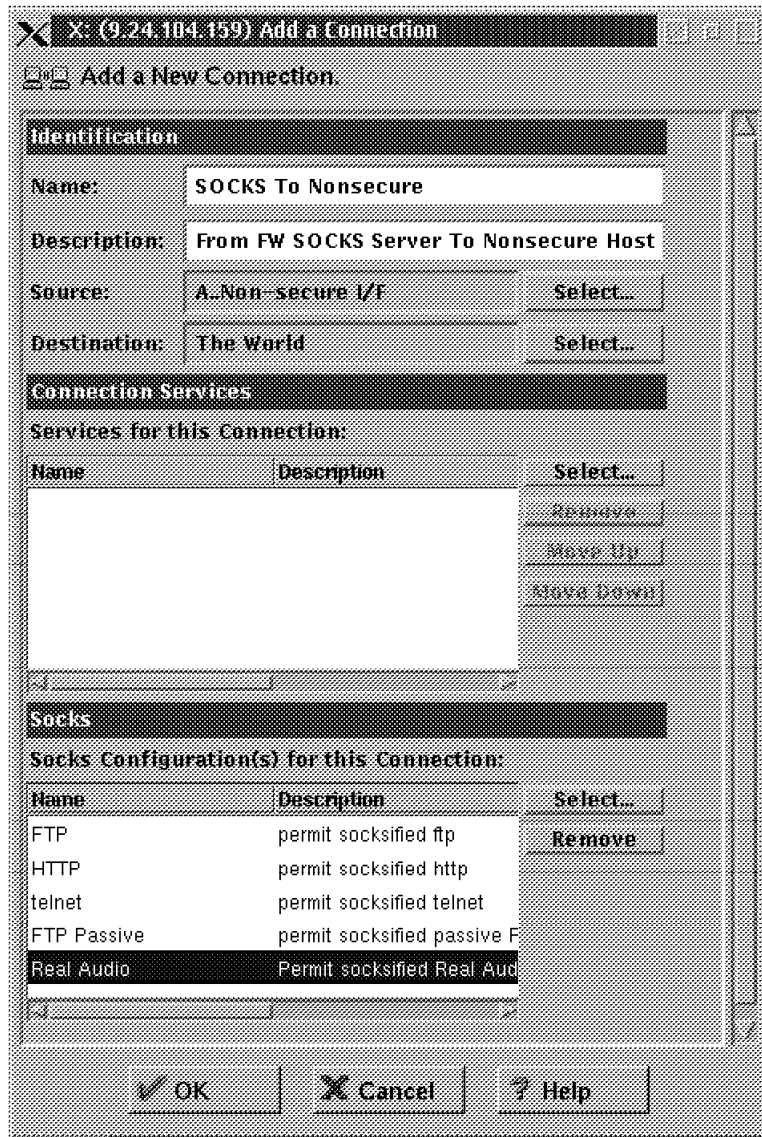 X: (9.24.104.159) Add a Connection
Add a New Connection.
Identification
Name: SOCKS To Nonsecure
Description: From FW SOCKS Server To Nonsecure Host
Source: A..Non-secure I/F Select...
Destination: The World Select...
Connection Services
Services for this Connection:
Name Description Select...
Remove
Move Up
Move Down
Socks
Socks Configuration(s) for this Connection:
Name Description Select...
FTP permit socksified ftp Remove
HTTP permit socksified http
telnet permit socksified telnet
FTP Passive permit socksified passive F
Real Audio Permit socksified Real Aud
OK Cancel ? Help